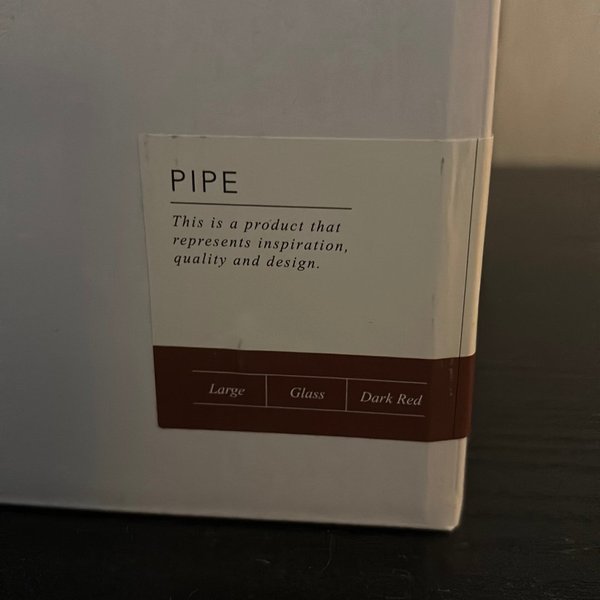 PIPE
This is a product that
represents inspiration,
quality and design.
Large Glass Dark Red